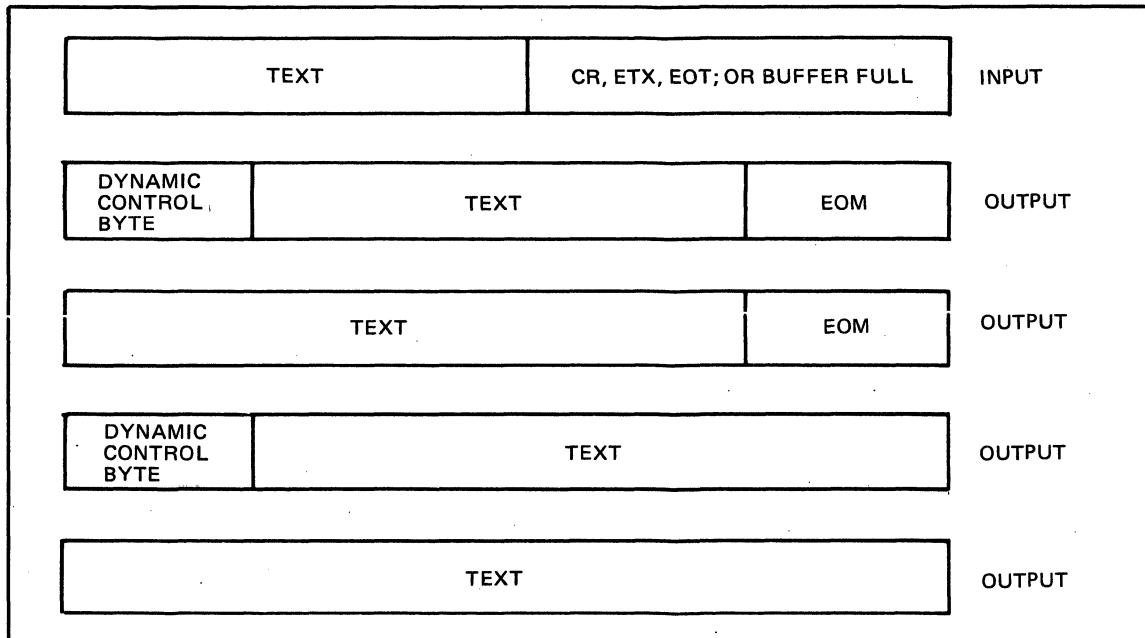 TEXT CR, ETX, EOT; OR BUFFER FULL INPUT
DYNAMIC
CONTROL
BYTE
TEXT EOM OUTPUT
TEXT EOM OUTPUT
DYNAMIC
CONTROL
BYTE
TEXT OUTPUT
TEXT OUTPUT